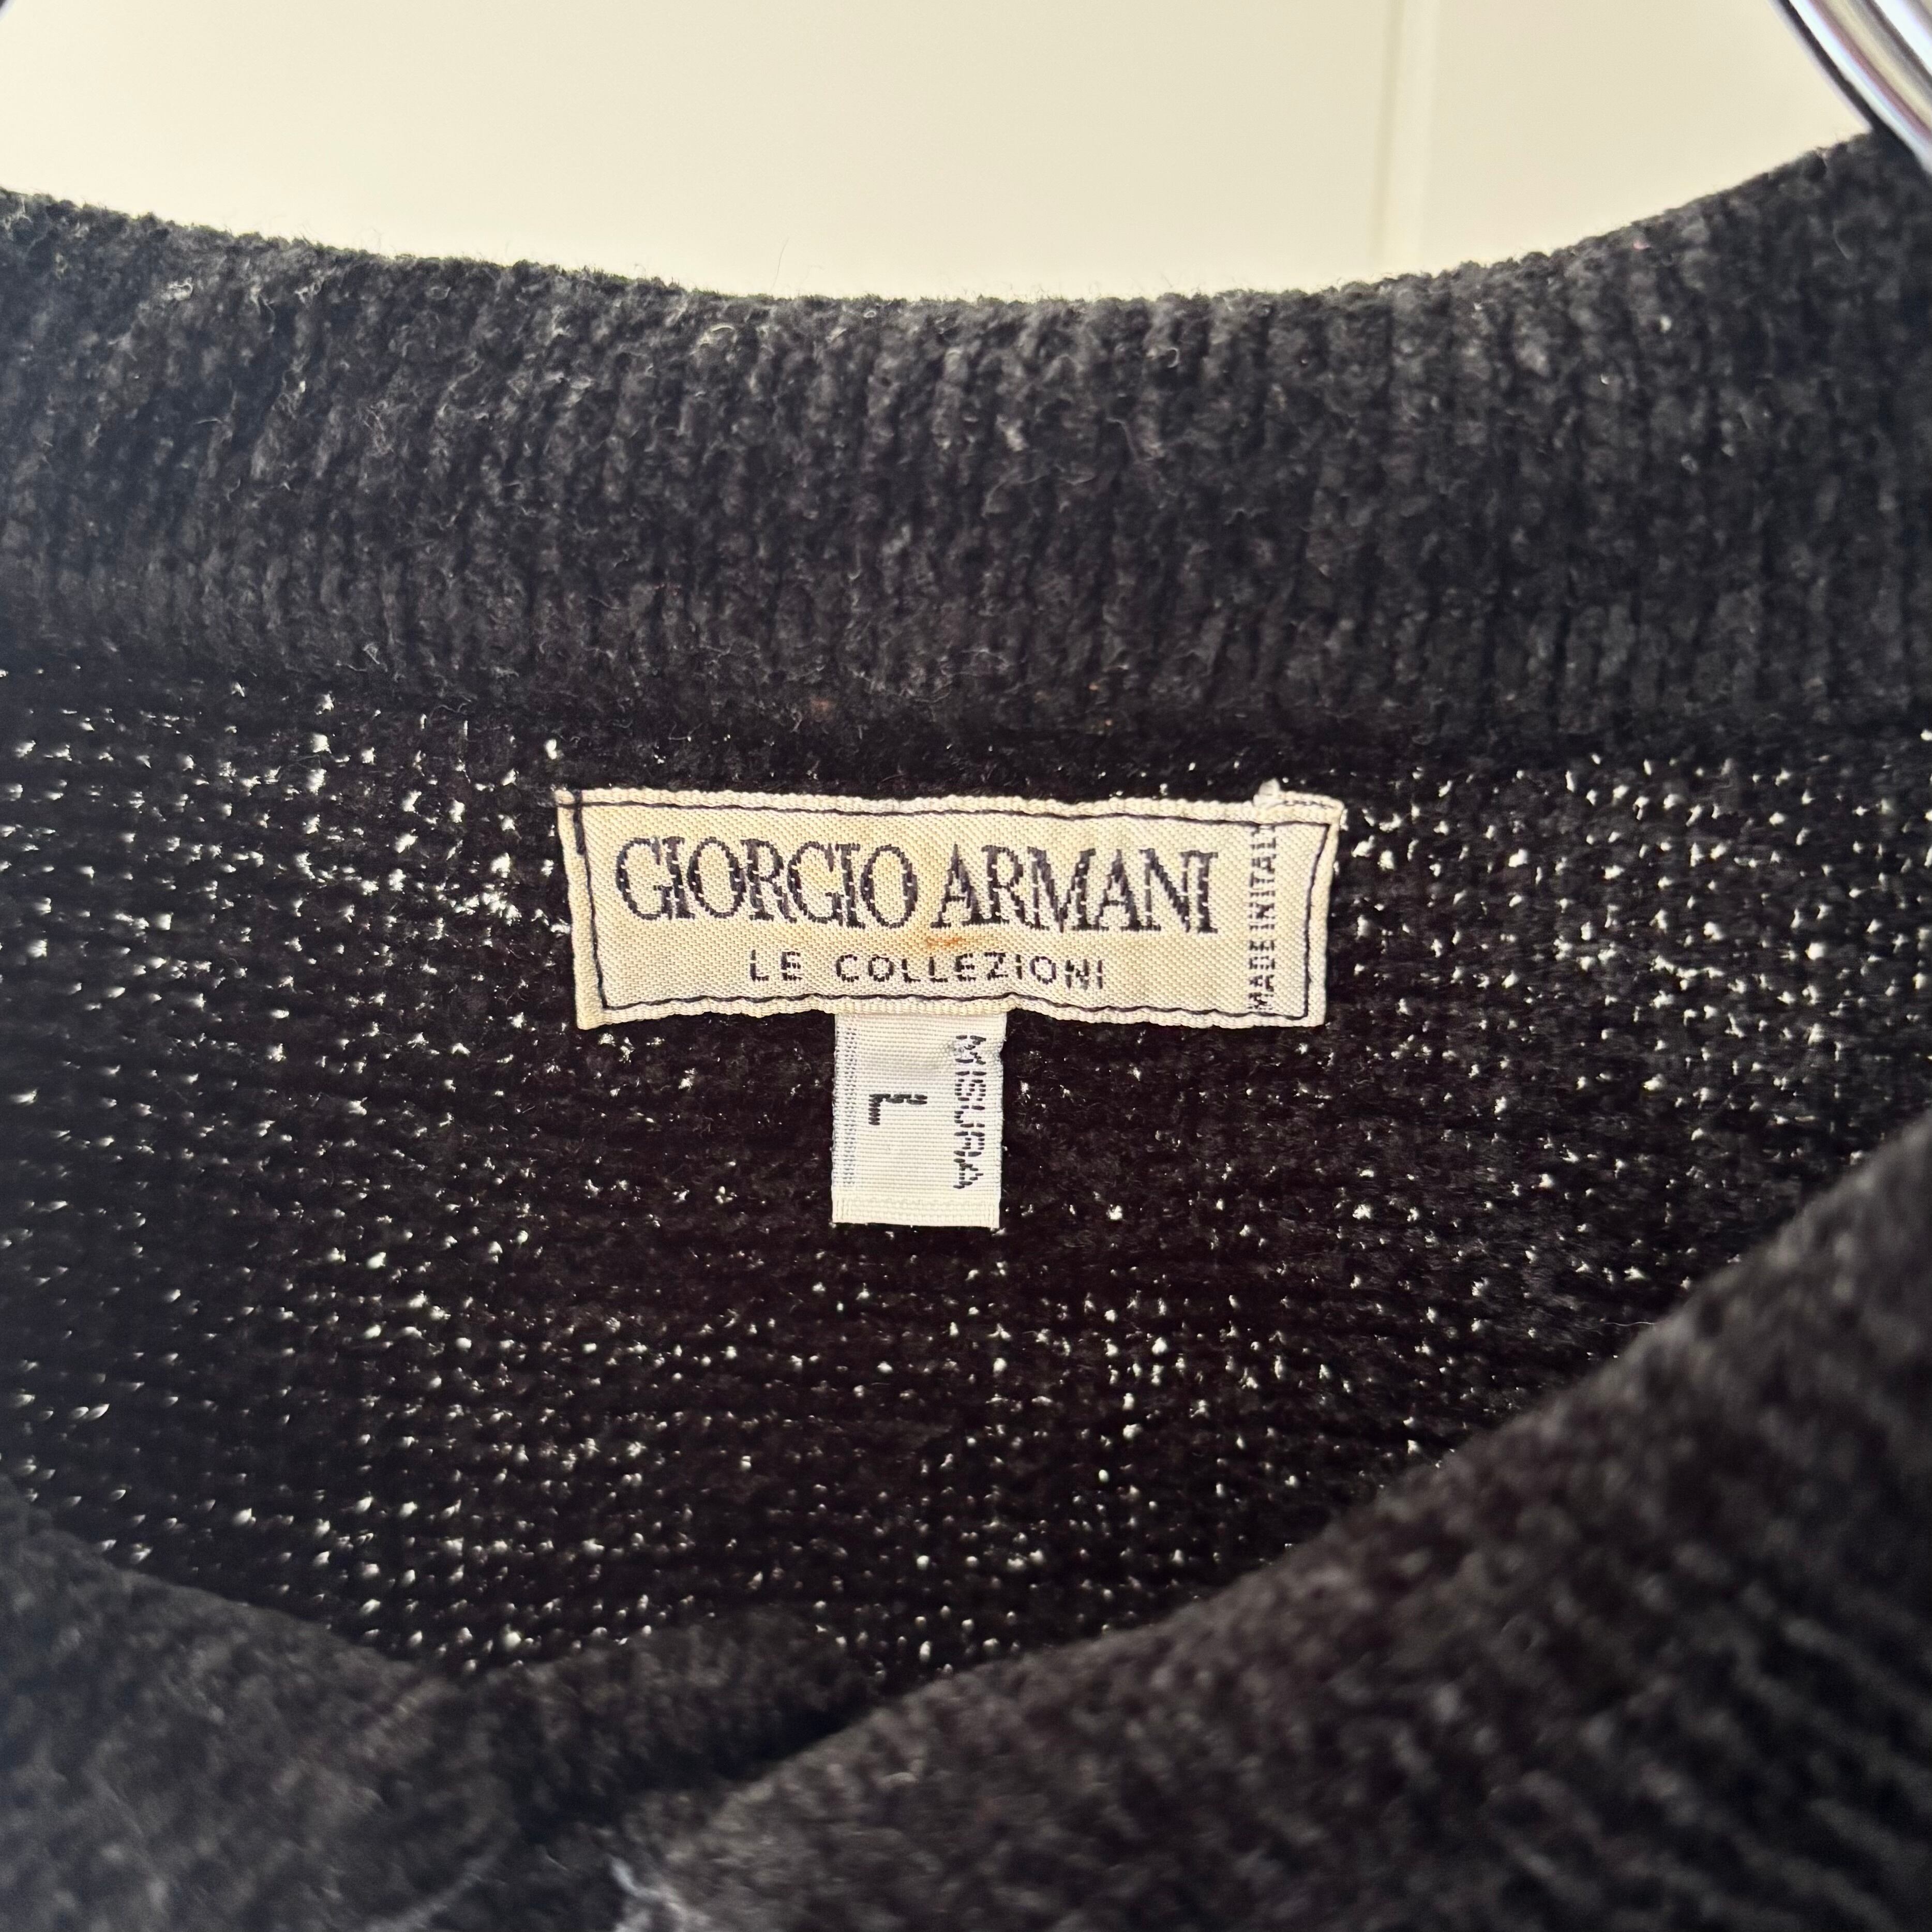 GIORGIO ARMANI
LE COLLEZIONI
MADE IN ITALY
MISURA
L